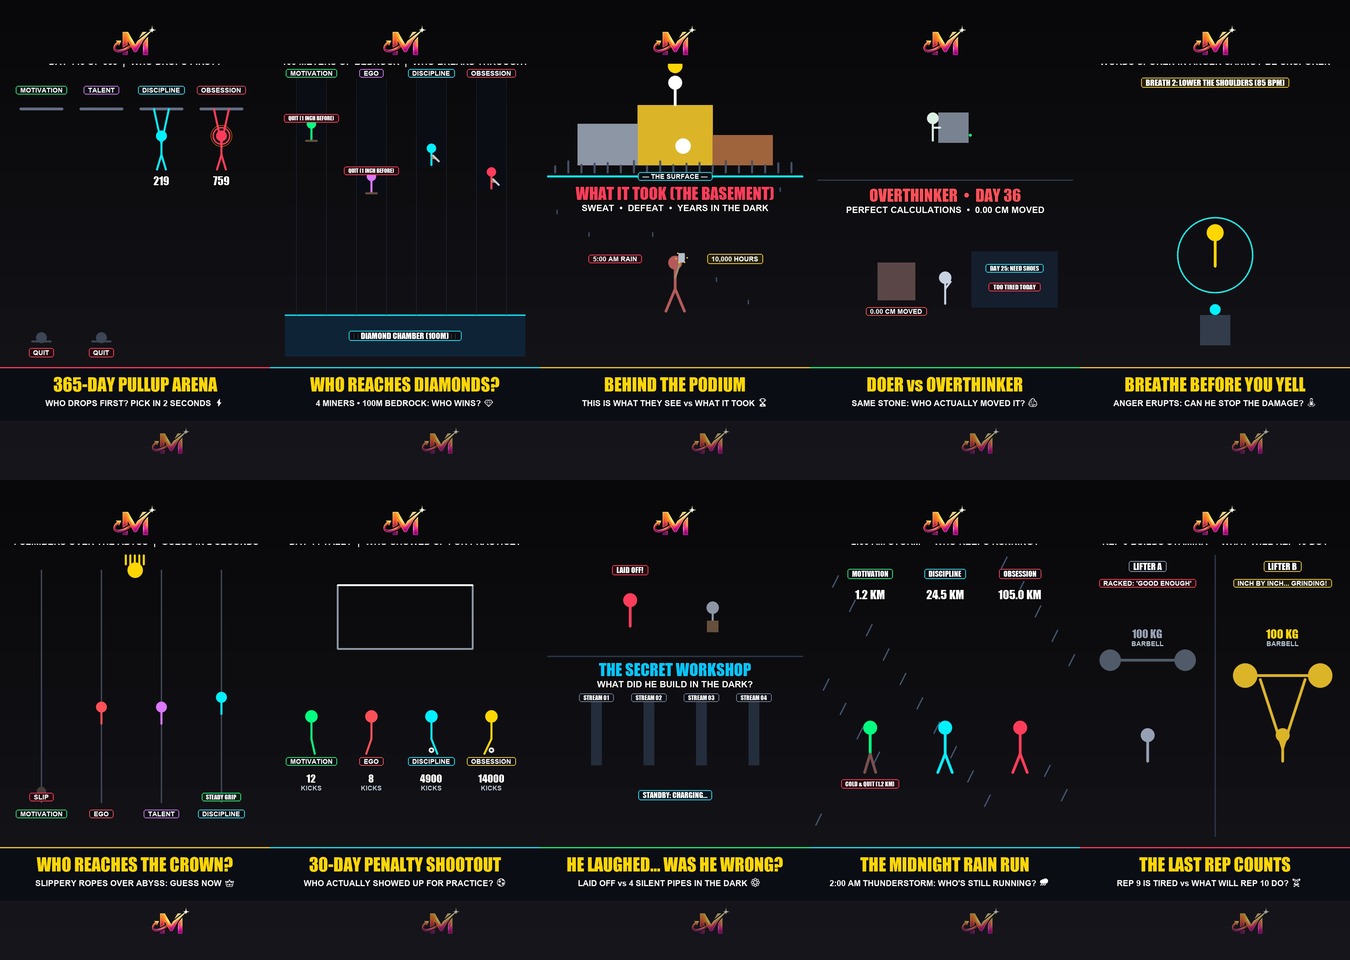 M
MOTIVATION
TALENT
DISCIPLINE
OBSESSION
219
759
QUIT
QUIT
365-DAY PULLUP ARENA
WHO DROPS FIRST? PICK IN 2 SECONDS
M
M
MOTIVATION
EGO
DISCIPLINE
OBSESSION
QUIT (1 INCH BEFORE)
QUIT (1 INCH BEFORE)
DIAMOND CHAMBER (100M)
WHO REACHES DIAMONDS?
4 MINERS • 100M BEDROCK: WHO WINS?
M
M
— THE SURFACE —
WHAT IT TOOK (THE BASEMENT)
SWEAT • DEFEAT • YEARS IN THE DARK
5:00 AM RAIN
10,000 HOURS
BEHIND THE PODIUM
THIS IS WHAT THEY SEE vs WHAT IT TOOK
M
M
OVERTHINKER • DAY 36
PERFECT CALCULATIONS • 0.00 CM MOVED
DAY 25: NEED SHOES
TOO TIRED TODAY
0.00 CM MOVED
DOER vs OVERTHINKER
SAME STONE: WHO ACTUALLY MOVED IT?
M
M
BREATH 2: LOWER THE SHOULDERS (85 BPM)
BREATHE BEFORE YOU YELL
ANGER ERUPTS: CAN HE STOP THE DAMAGE?
M
M
SLIP
STEADY GRIP
MOTIVATION
EGO
TALENT
DISCIPLINE
WHO REACHES THE CROWN?
SLIPPERY ROPES OVER ABYSS: GUESS NOW
M
M
MOTIVATION
EGO
DISCIPLINE
OBSESSION
12
8
4900
14000
KICKS
KICKS
KICKS
KICKS
30-DAY PENALTY SHOOTOUT
WHO ACTUALLY SHOWED UP FOR PRACTICE?
M
M
LAID OFF!
THE SECRET WORKSHOP
WHAT DID HE BUILD IN THE DARK?
STREAM 01
STREAM 02
STREAM 03
STREAM 04
STANDBY: CHARGING...
HE LAUGHED... WAS HE WRONG?
LAID OFF vs 4 SILENT PIPES IN THE DARK
M
M
MOTIVATION
DISCIPLINE
OBSESSION
1.2 KM
24.5 KM
105.0 KM
COLD & QUIT (1.2 KM)
THE MIDNIGHT RAIN RUN
2:00 AM THUNDERSTORM: WHO'S STILL RUNNING?
M
M
LIFTER A
LIFTER B
RACKED: 'GOOD ENOUGH'
INCH BY INCH... GRINDING!
100 KG
BARBELL
100 KG
BARBELL
THE LAST REP COUNTS
REP 9 IS TIRED vs WHAT WILL REP 10 DO?
M